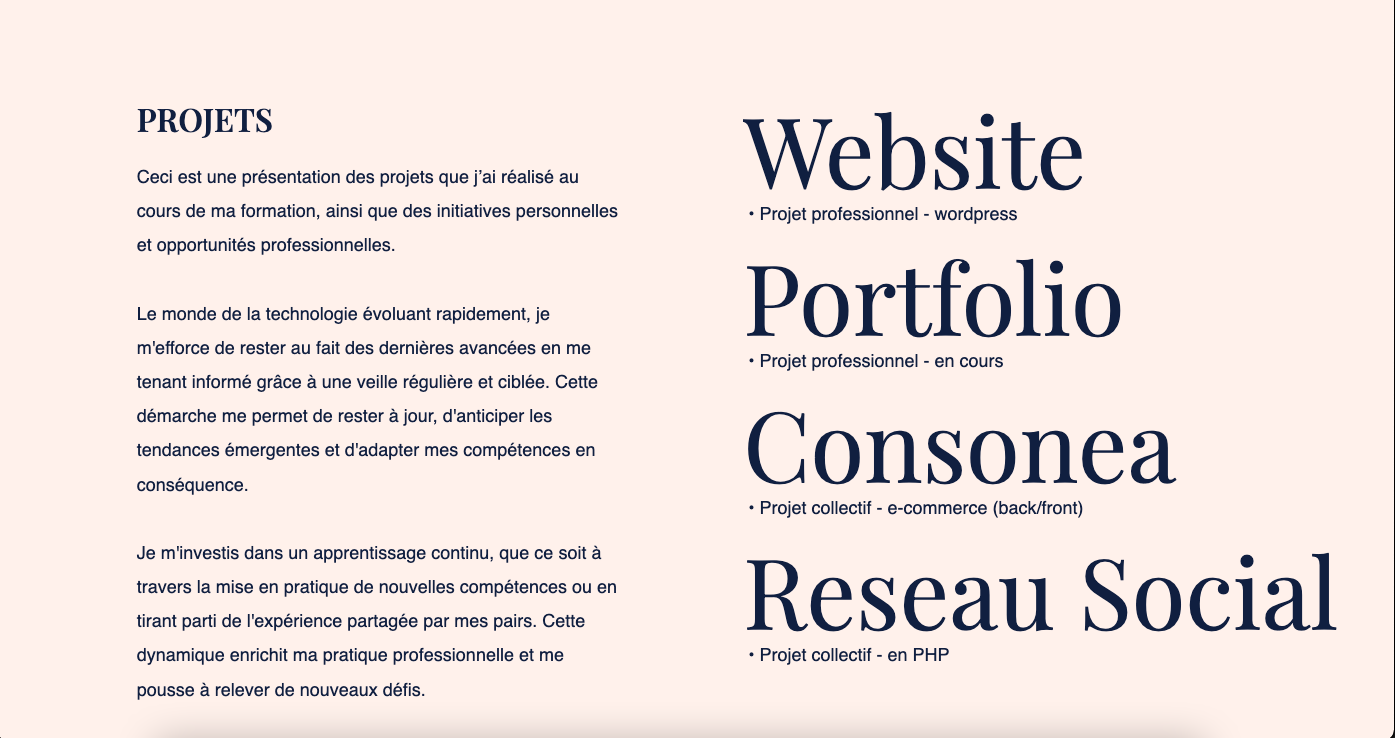 PROJETS
Ceci est une présentation des projets que j’ai réalisé au
cours de ma formation, ainsi que des initiatives personnelles
et opportunités professionnelles.
Le monde de la technologie évoluant rapidement, je
m'efforce de rester au fait des dernières avancées en me
tenant informé grâce à une veille régulière et ciblée. Cette
démarche me permet de rester à jour, d'anticiper les
tendances émergentes et d'adapter mes compétences en
conséquence.
Je m'investis dans un apprentissage continu, que ce soit à
travers la mise en pratique de nouvelles compétences ou en
tirant parti de l'expérience partagée par mes pairs. Cette
dynamique enrichit ma pratique professionnelle et me
pousse à relever de nouveaux défis.
Website
• Projet professionnel - wordpress
Portfolio
• Projet professionnel - en cours
Consonea
• Projet collectif - e-commerce (back/front)
Reseau Social
• Projet collectif - en PHP